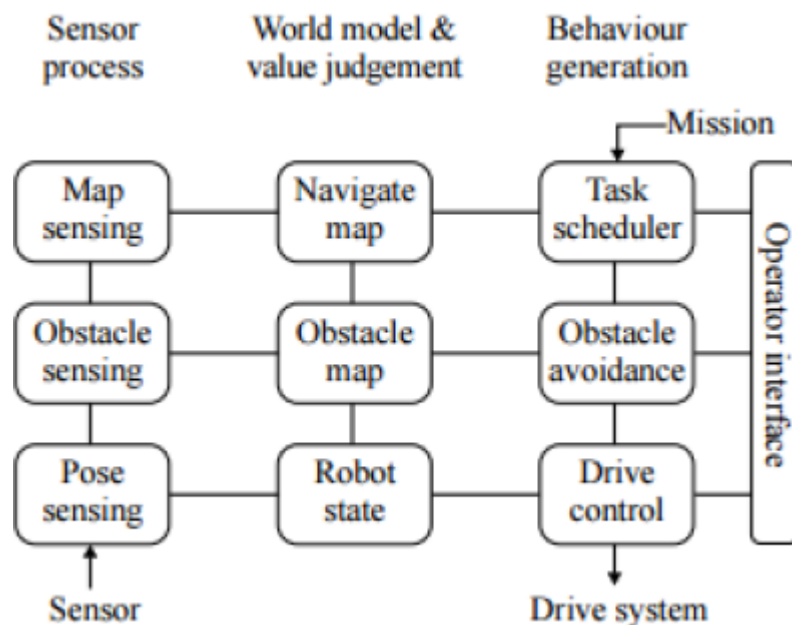 Sensor
process
World model &
value judgement
Behaviour
generation
Mission
Map
sensing
Navigate
map
Task
scheduler
Operator interface
Obstacle
sensing
Obstacle
map
Obstacle
avoidance
Pose
sensing
Robot
state
Drive
control
Sensor
Drive system